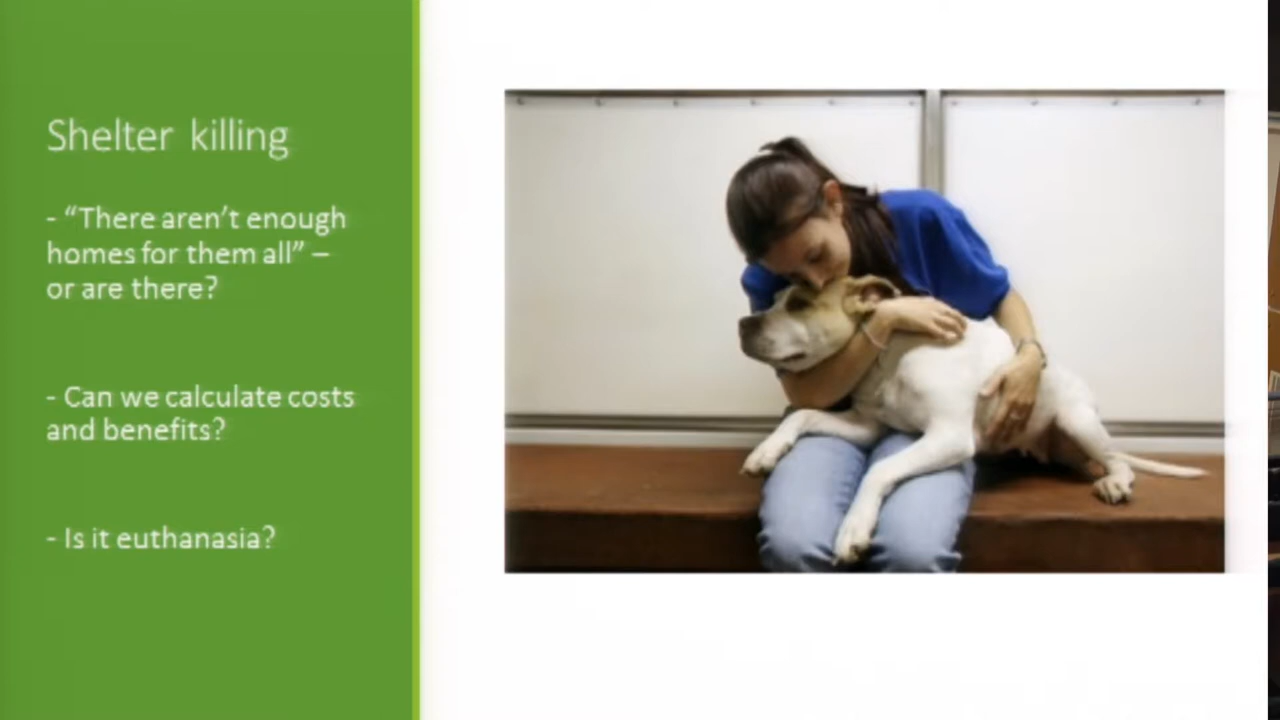 Shelter killing
- “There aren’t enough
homes for them all” –
or are there?
- Can we calculate costs
and benefits?
- Is it euthanasia?